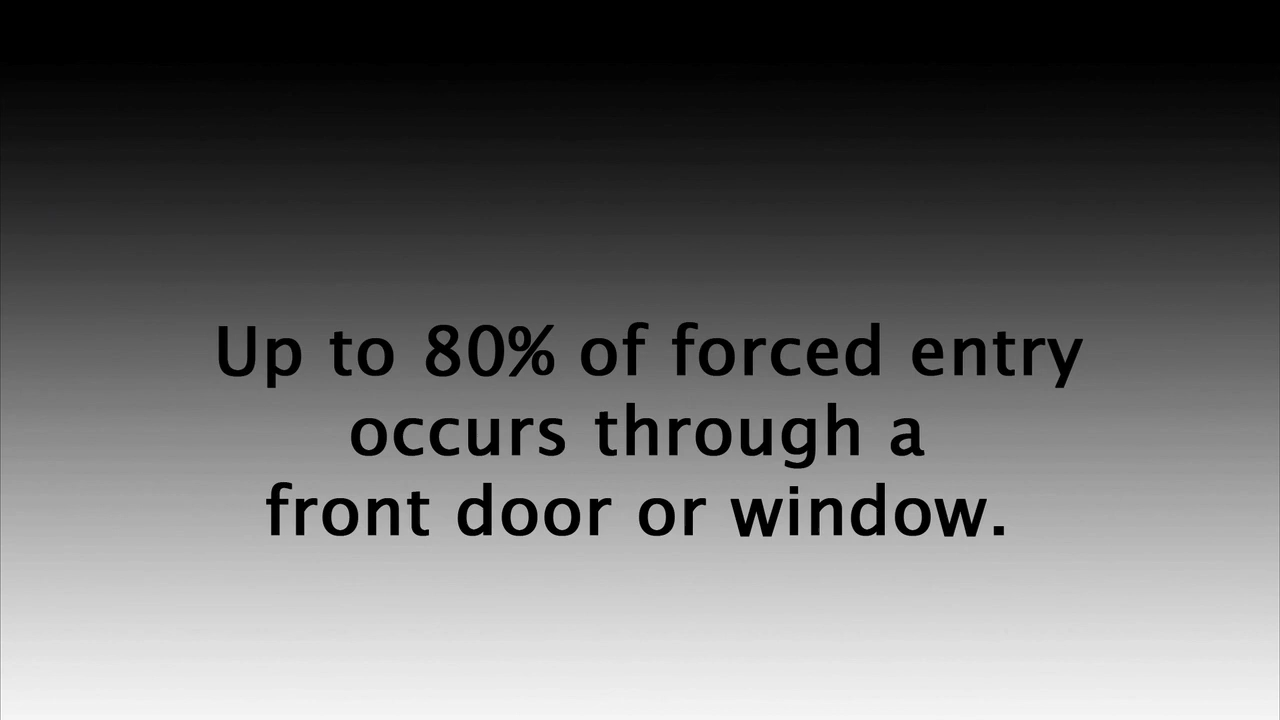 Up to 80% of forced entry
occurs through a
front door or window.